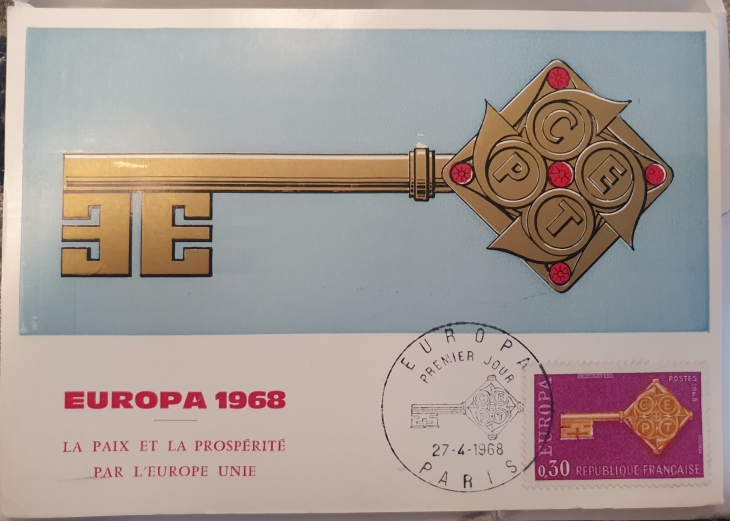 C
P E
T
EUROPA 1968
LA PAIX ET LA PROSPÉRITÉ
PAR L'EUROPE UNIE
EUROPA
PREMIER JOUR
27-4-1968
PARIS
EUROPA
POSTES 1968
C
P E
T
0,30 REPUBLIQUE FRANÇAISE